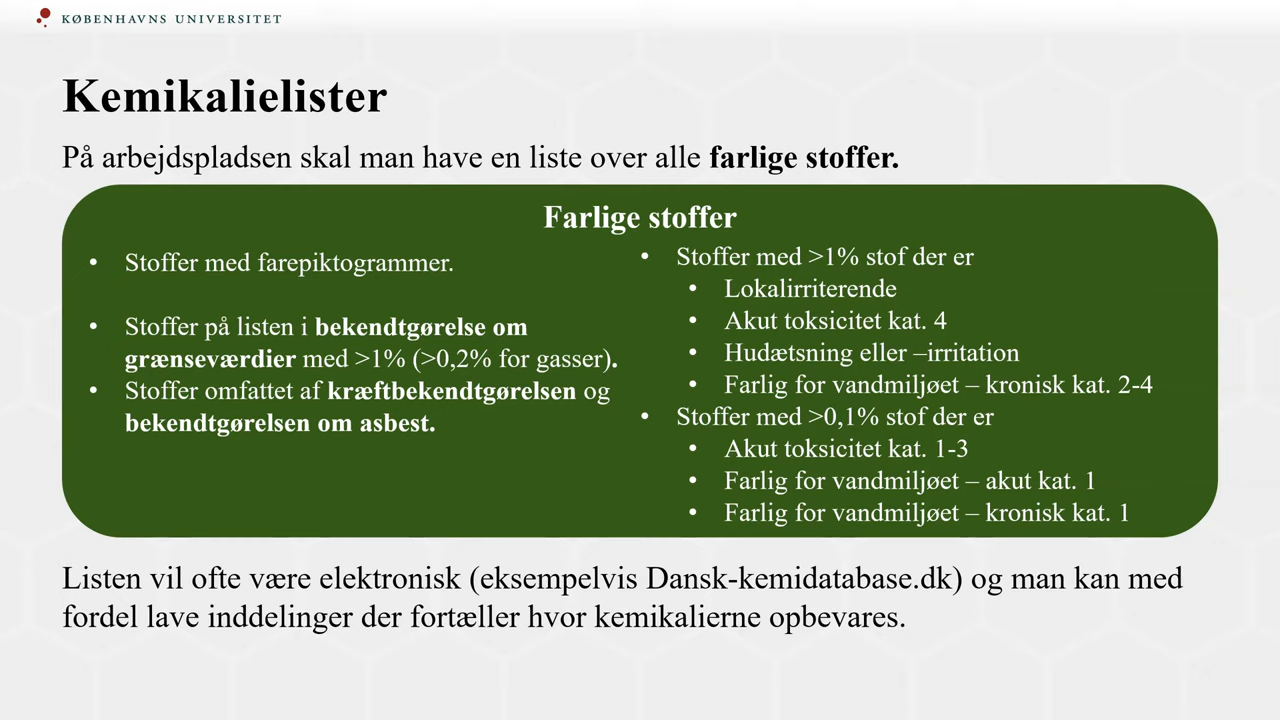 KØBENHAVNS UNIVERSITET
Kemikalielister
På arbejdspladsen skal man have en liste over alle farlige stoffer.
Farlige stoffer
• Stoffer med farepiktogrammer.
• Stoffer på listen i bekendtgørelse om
grænseværdier med >1% (>0,2% for gasser).
• Stoffer omfattet af kræftbekendtgørelsen og
bekendtgørelsen om asbest.
• Stoffer med >1% stof der er
• Lokalirriterende
• Akut toksicitet kat. 4
• Hudætsning eller –irritation
• Farlig for vandmiljøet – kronisk kat. 2-4
• Stoffer med >0,1% stof der er
• Akut toksicitet kat. 1-3
• Farlig for vandmiljøet – akut kat. 1
• Farlig for vandmiljøet – kronisk kat. 1
Listen vil ofte være elektronisk (eksempelvis Dansk-kemidatabase.dk) og man kan med
fordel lave inddelinger der fortæller hvor kemikalierne opbevares.